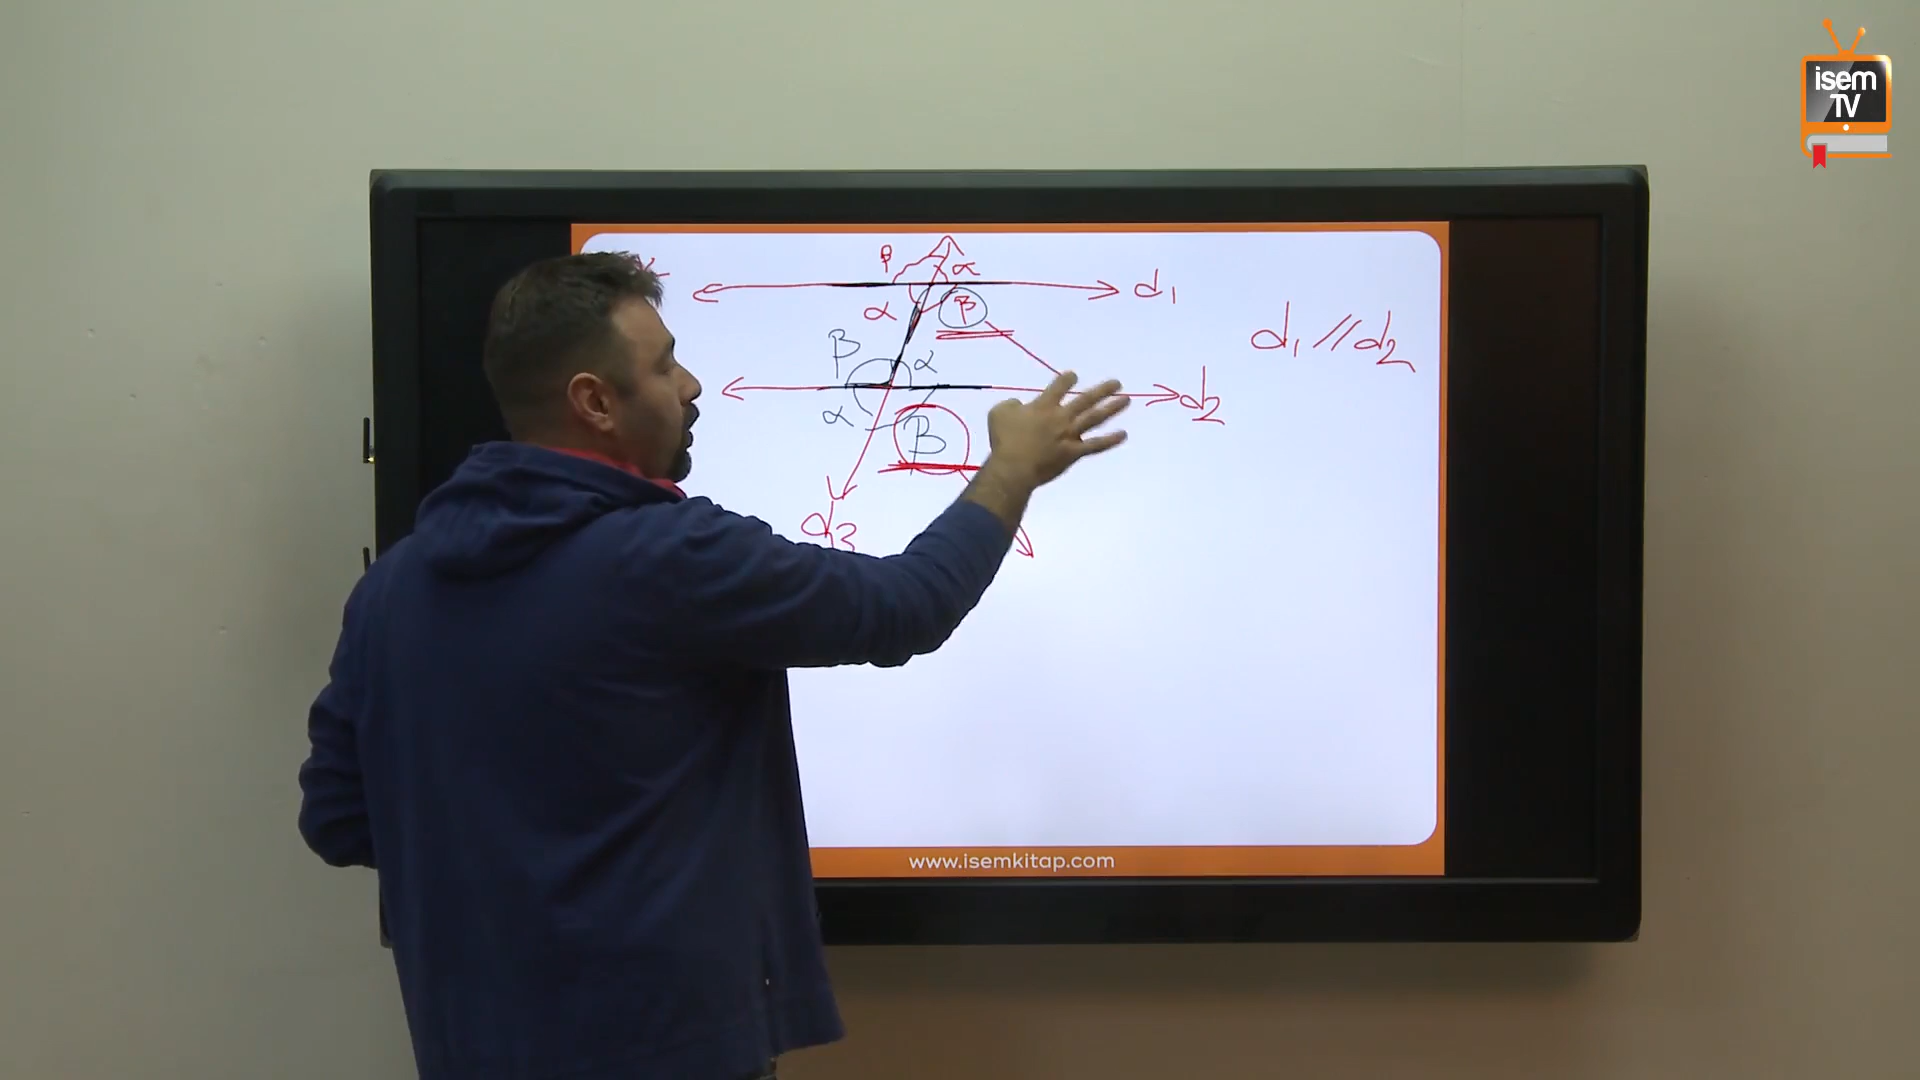 isem
TV
β α
d1
α β
d1 // d2
β α
d2
α β
d3
www.isemkitap.com